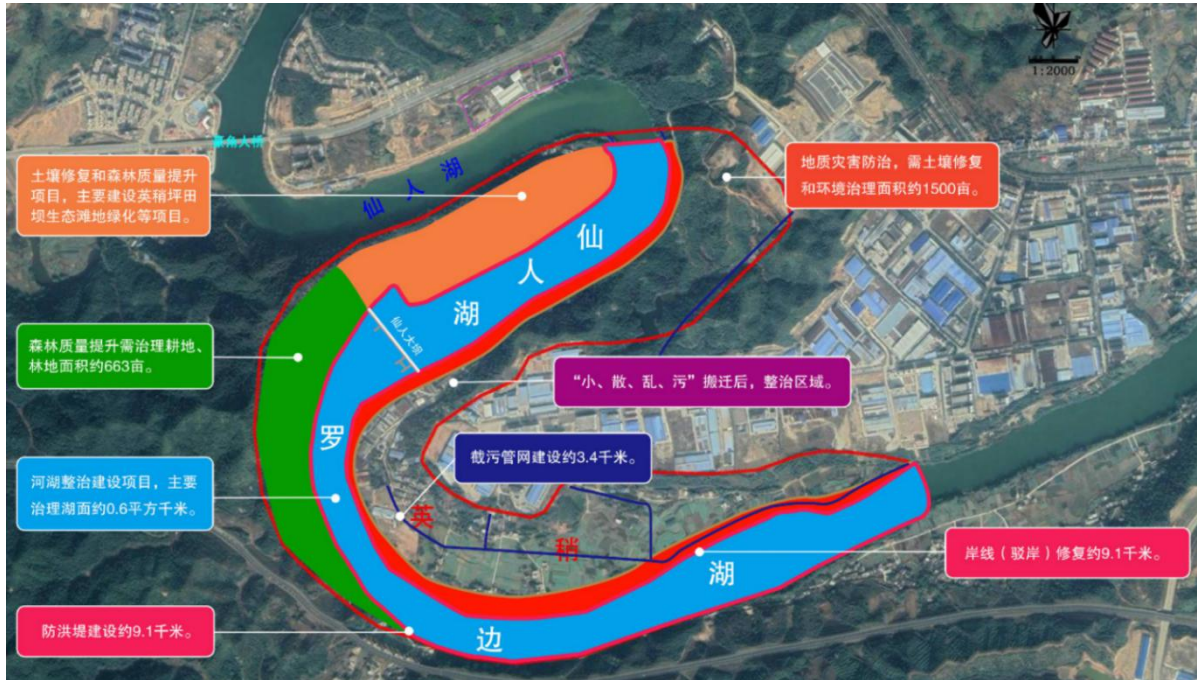 1:2000
豪角大桥
土壤修复和森林质量提升
项目，主要建设英稍坪田
坝生态滩地绿化等项目。
仙人湖
地质灾害防治，需土壤修复
和环境治理面积约1500亩。
仙
人
湖
仙人大坝
森林质量提升需治理耕地、
林地面积约663亩。
“小、散、乱、污”搬迁后，整治区域。
罗
截污管网建设约3.4千米。
河湖整治建设项目，主要
治理湖面约0.6平方千米。
英
稍
湖
岸线（驳岸）修复约9.1千米。
防洪堤建设约9.1千米。
边